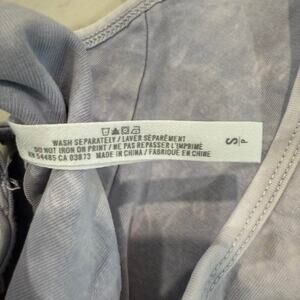 WASH SEPARATELY / LAVER SÉPARÉMENT
DO NOT IRON ON PRINT / NE PAS REPASSER L'IMPRIMÉ
RN 54485 CA 03873 MADE IN CHINA / FABRIQUÉ EN CHINE
S/P